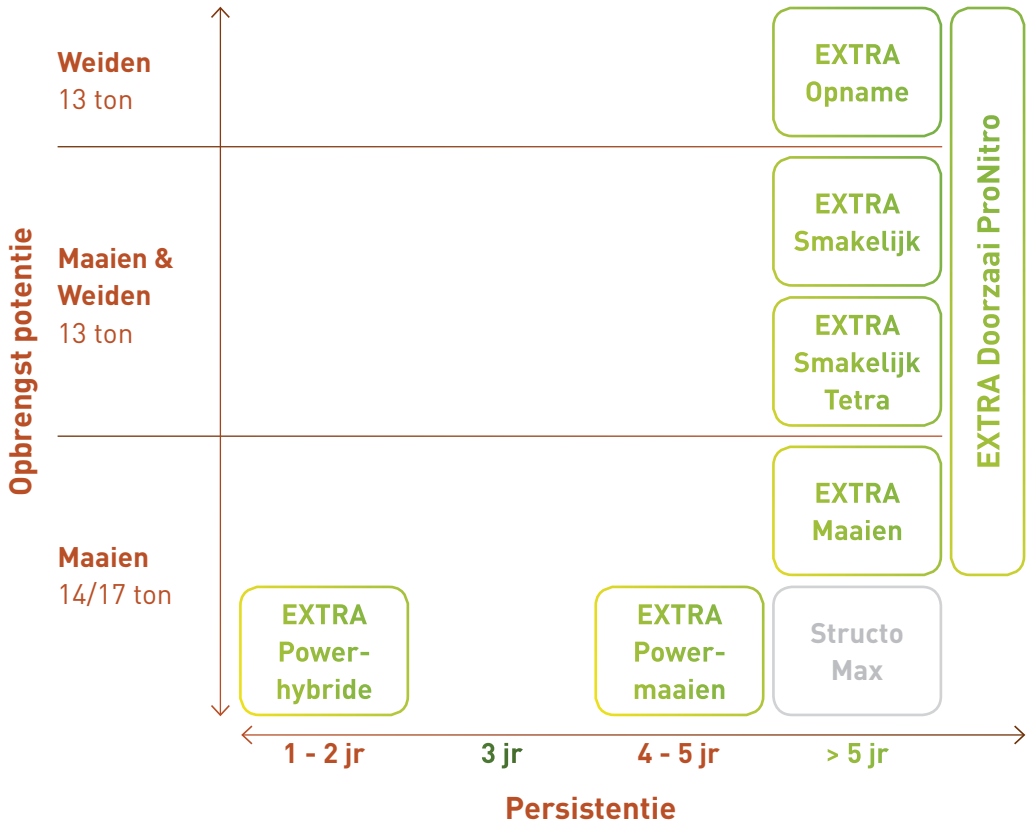 Opbrengst potentie
Weiden
13 ton
Maaien &
Weiden
13 ton
Maaien
14/17 ton
EXTRA
Opname
EXTRA
Smakelijk
EXTRA
Smakelijk
Tetra
EXTRA
Maaien
EXTRA
Power-
hybride
EXTRA
Power-
maaien
Structo
Max
EXTRA Doorzaai ProNitro
1 - 2 jr
3 jr
4 - 5 jr
> 5 jr
Persistentie